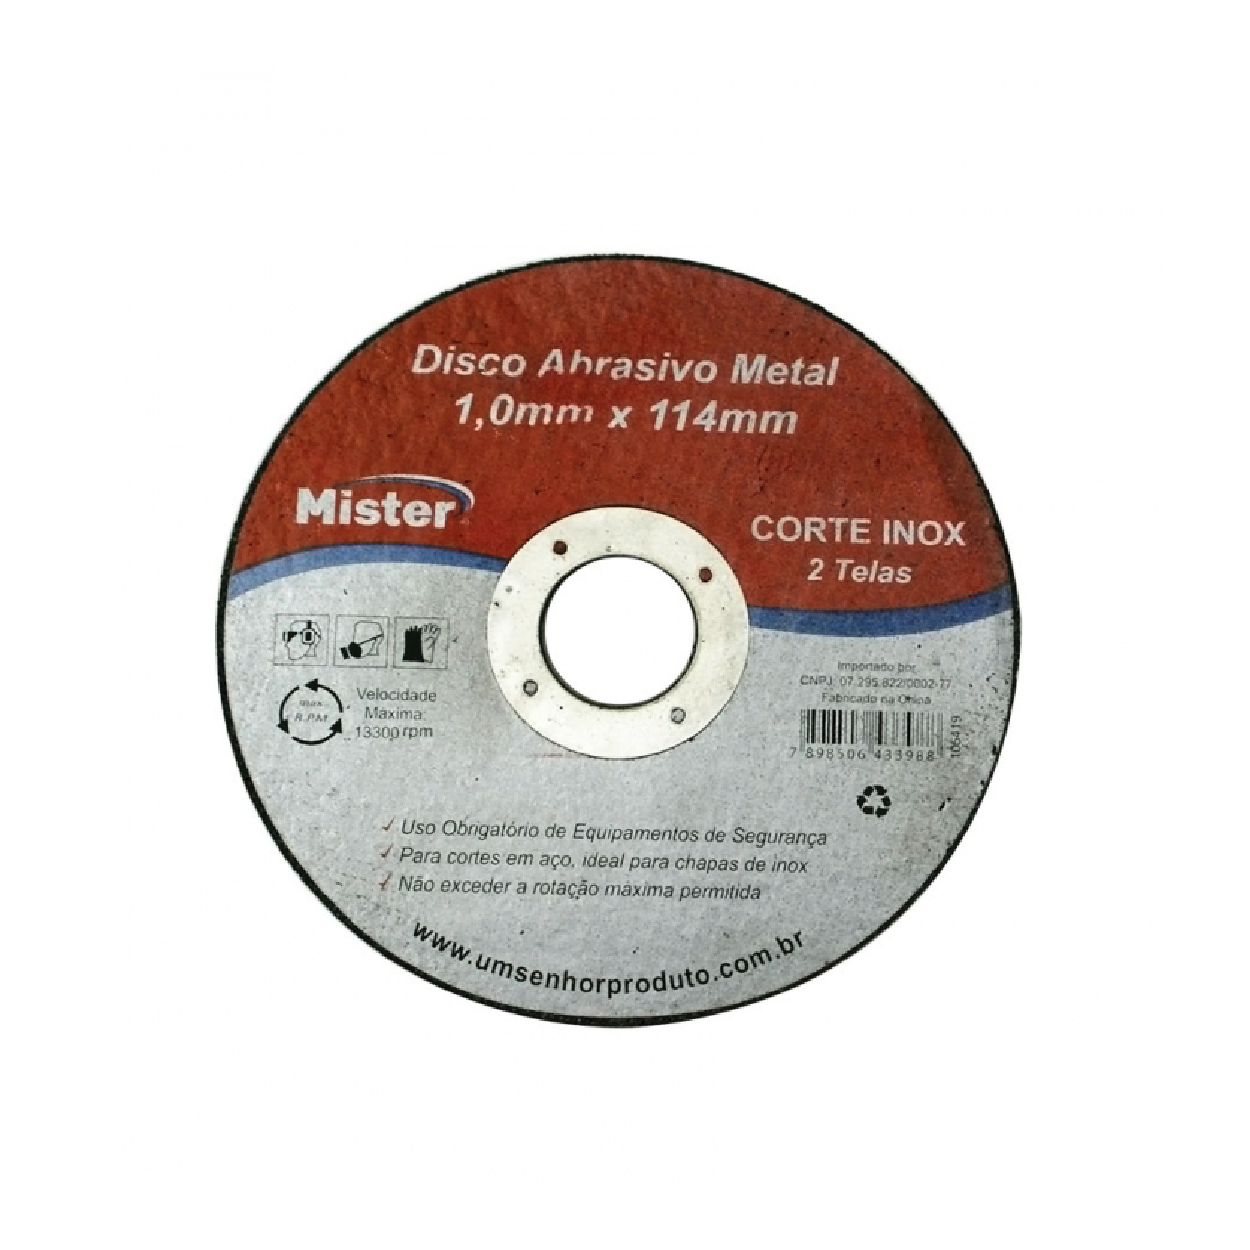 Disco Abrasivo Metal
1,0mm x 114mm
Mister
CORTE INOX
2 Telas
max.
R.P.M
Velocidade
Máxima
13300 rpm
Importado por
CNPJ. 07.295.822/0002-77
Fabricado na China
106419
7 898506 433988
✓ Uso Obrigatório de Equipamentos de Segurança
✓ Para cortes em aço, ideal para chapas de inox
✓ Não exceder a rotação máxima permitida
www.umsenhorproduto.com.br